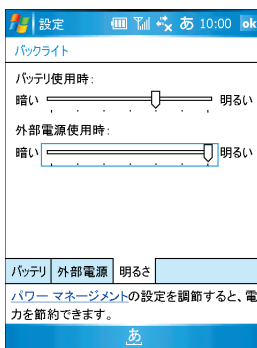 設定 あ 10:00 ok
バックライト
バッテリ使用時:
暗い 明るい
外部電源使用時:
暗い 明るい
バッテリ 外部電源 明るさ
パワー マネージメントの設定を調節すると、電
力を節約できます。
あ